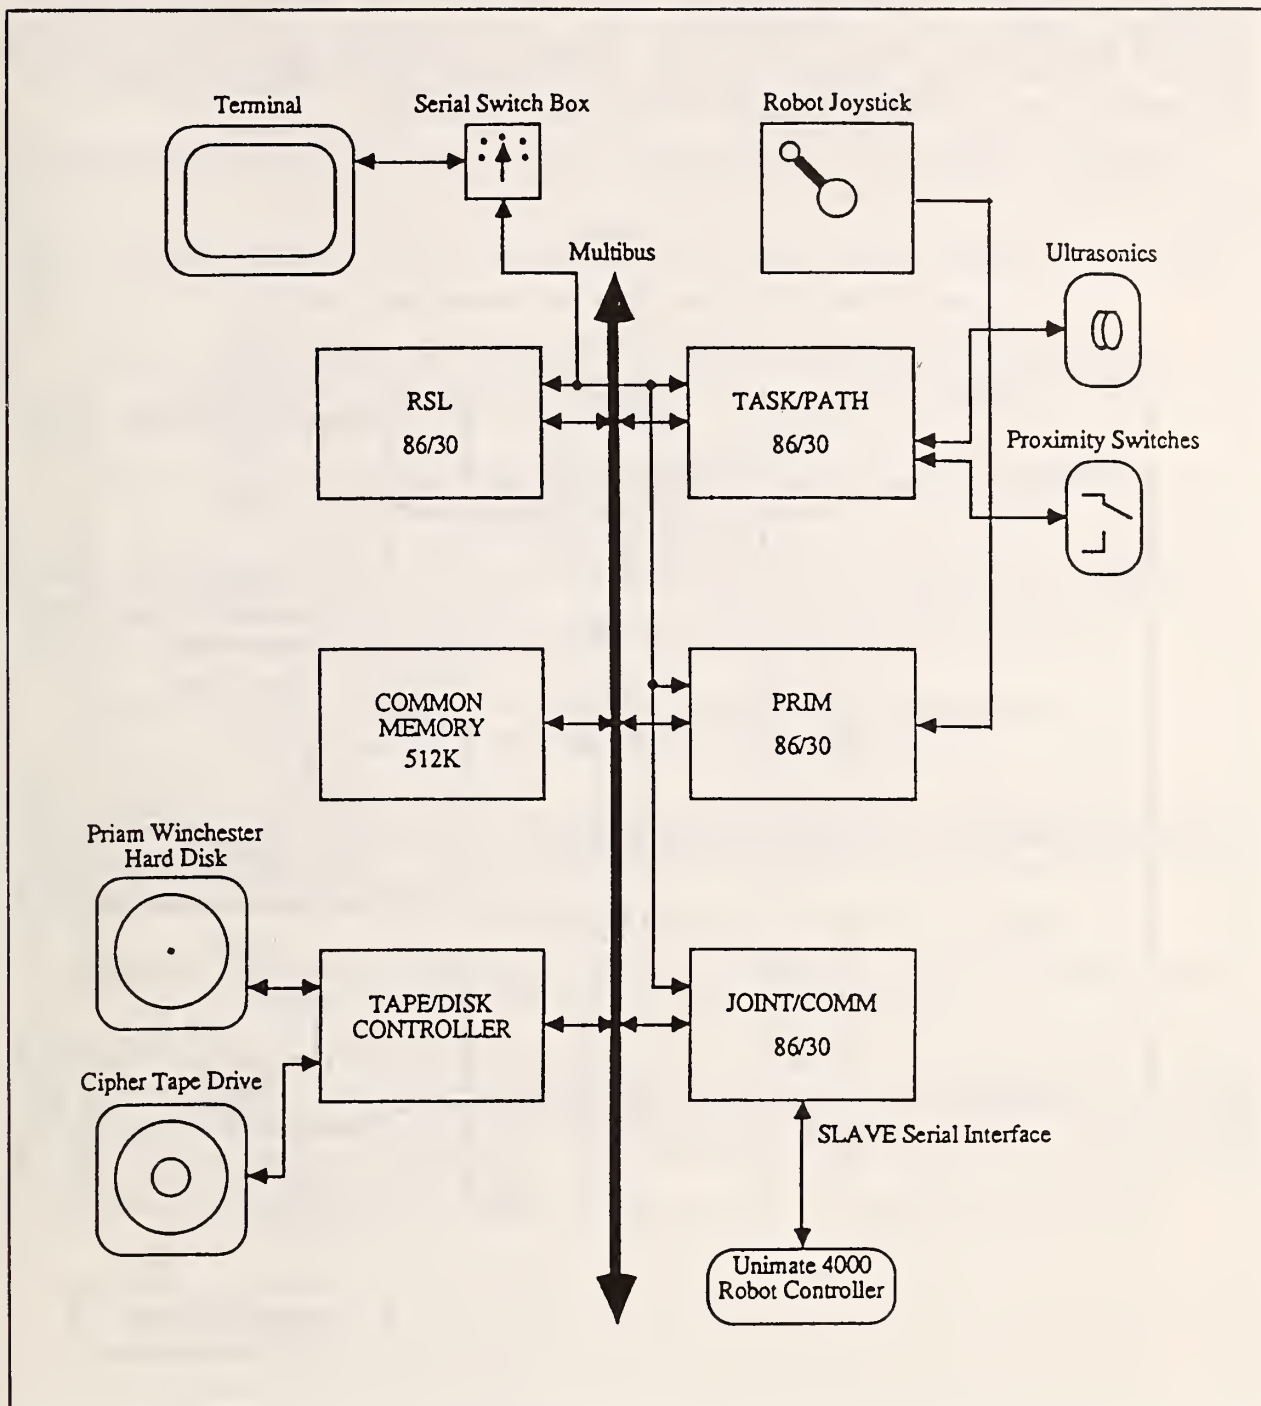 Terminal
Serial Switch Box
Robot Joystick
Multibus
Ultrasonics
RSL
86/30
TASK/PATH
86/30
Proximity Switches
COMMON
MEMORY
512K
PRIM
86/30
Priam Winchester
Hard Disk
TAPE/DISK
CONTROLLER
JOINT/COMM
86/30
Cipher Tape Drive
SLAVE Serial Interface
Unimate 4000
Robot Controller